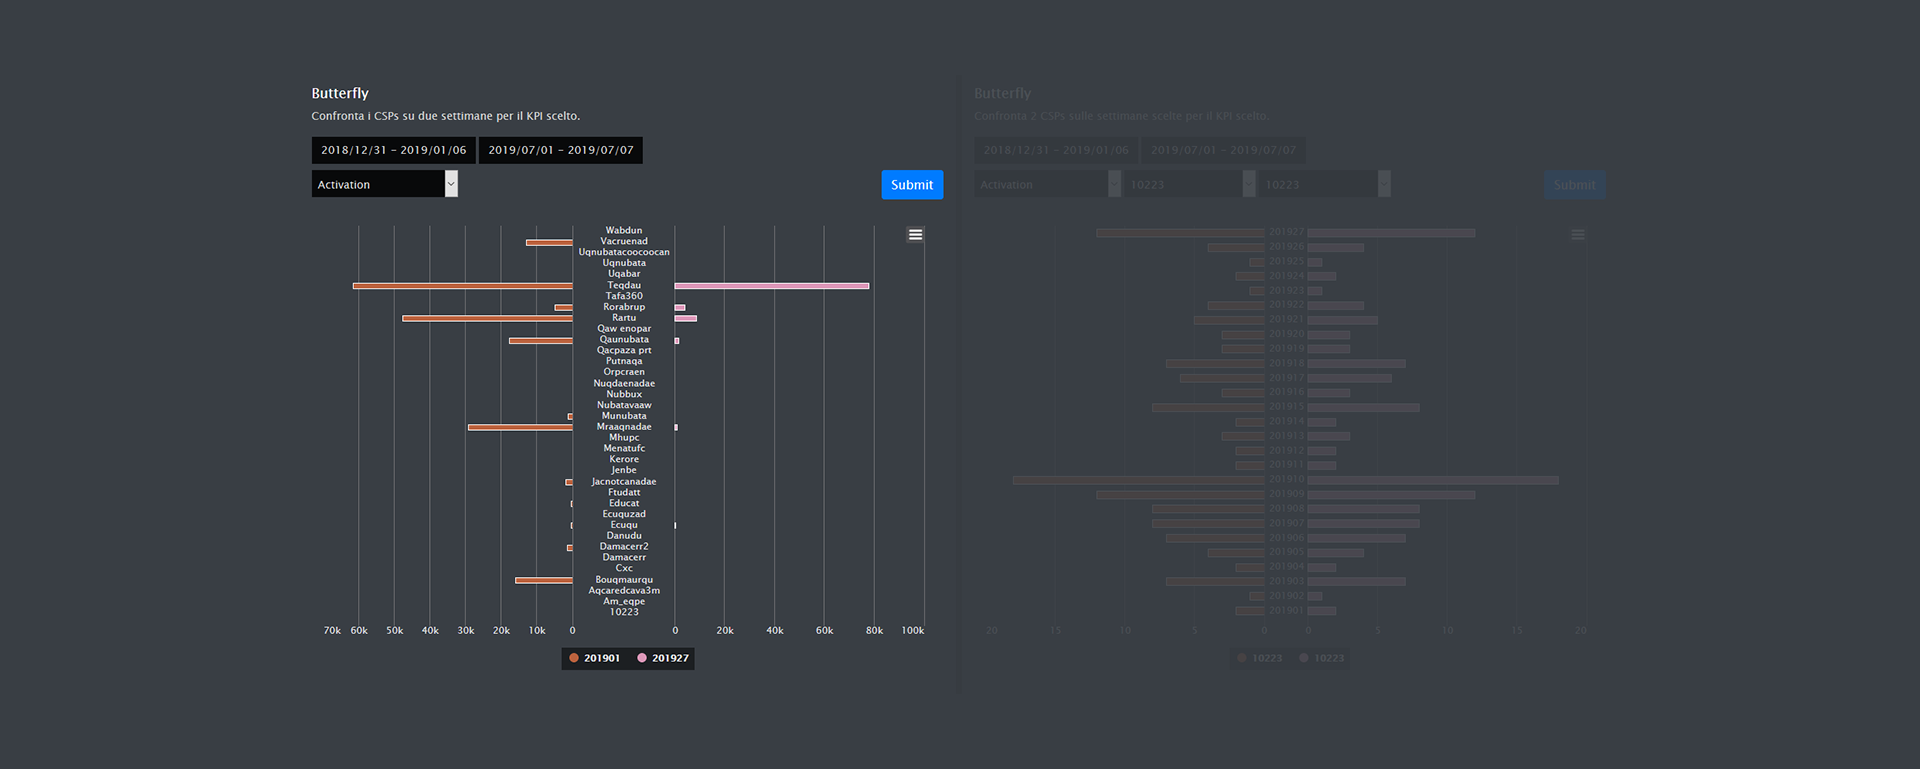 Butterfly
Confronta i CSPs su due settimane per il KPI scelto.
2018/12/31 - 2019/01/06 2019/07/01 - 2019/07/07
Activation
Submit
Wabdun
Vacruenad
Uqnubatacoocoocan
Uqnubata
Uqabar
Teqdau
Tafa360
Rorabrup
Rartu
Qaw enopar
Qaunubata
Qacpaza prt
Putnaqa
Orpcraen
Nuqdaenadae
Nubbux
Nubatavaaw
Munubata
Mraaqnadae
Mhupc
Menatufc
Kerore
Jenbe
Jacnotcanadae
Ftudatt
Educat
Ecuquzad
Ecuqu
Danudu
Damacerr2
Damacerr
Cxc
Bouqmaurqu
Aqcaredcava3m
Am_eqpe
10223
70k 60k 50k 40k 30k 20k 10k 0 0 20k 40k 60k 80k 100k
201901 201927
Butterfly
Confronta 2 CSPs sulle settimane scelte per il KPI scelto.
2018/12/31 - 2019/01/06 2019/07/01 - 2019/07/07
Activation 10223 10223
Submit
201927
201926
201925
201924
201923
201922
201921
201920
201919
201918
201917
201916
201915
201914
201913
201912
201911
201910
201909
201908
201907
201906
201905
201904
201903
201902
201901
20 15 10 5 0 0 5 10 15 20
10223 10223